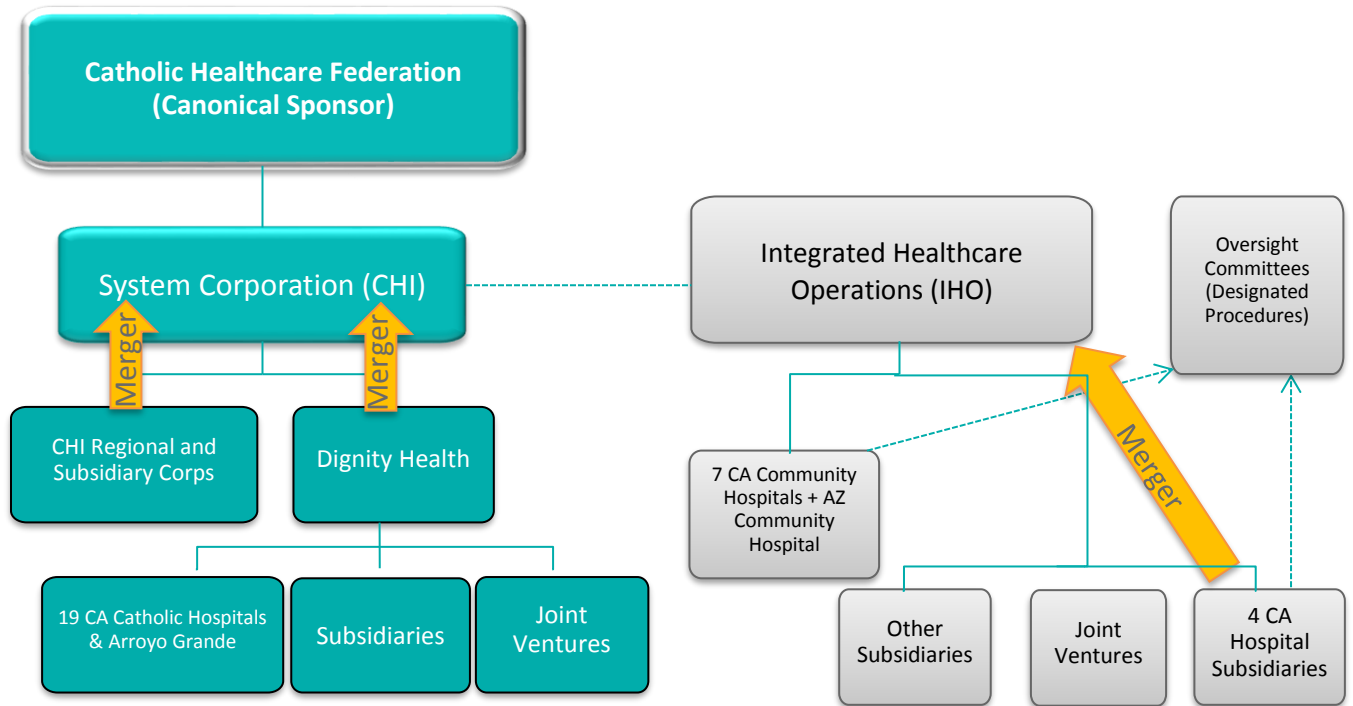 Catholic Healthcare Federation
(Canonical Sponsor)
System Corporation (CHI)
Integrated Healthcare
Operations (IHO)
Oversight
Committees
(Designated
Procedures)
Merger
Merger
Merger
CHI Regional and
Subsidiary Corps
Dignity Health
7 CA Community
Hospitals + AZ
Community
Hospital
19 CA Catholic Hospitals
& Arroyo Grande
Subsidiaries
Joint
Ventures
Other
Subsidiaries
Joint
Ventures
4 CA
Hospital
Subsidiaries